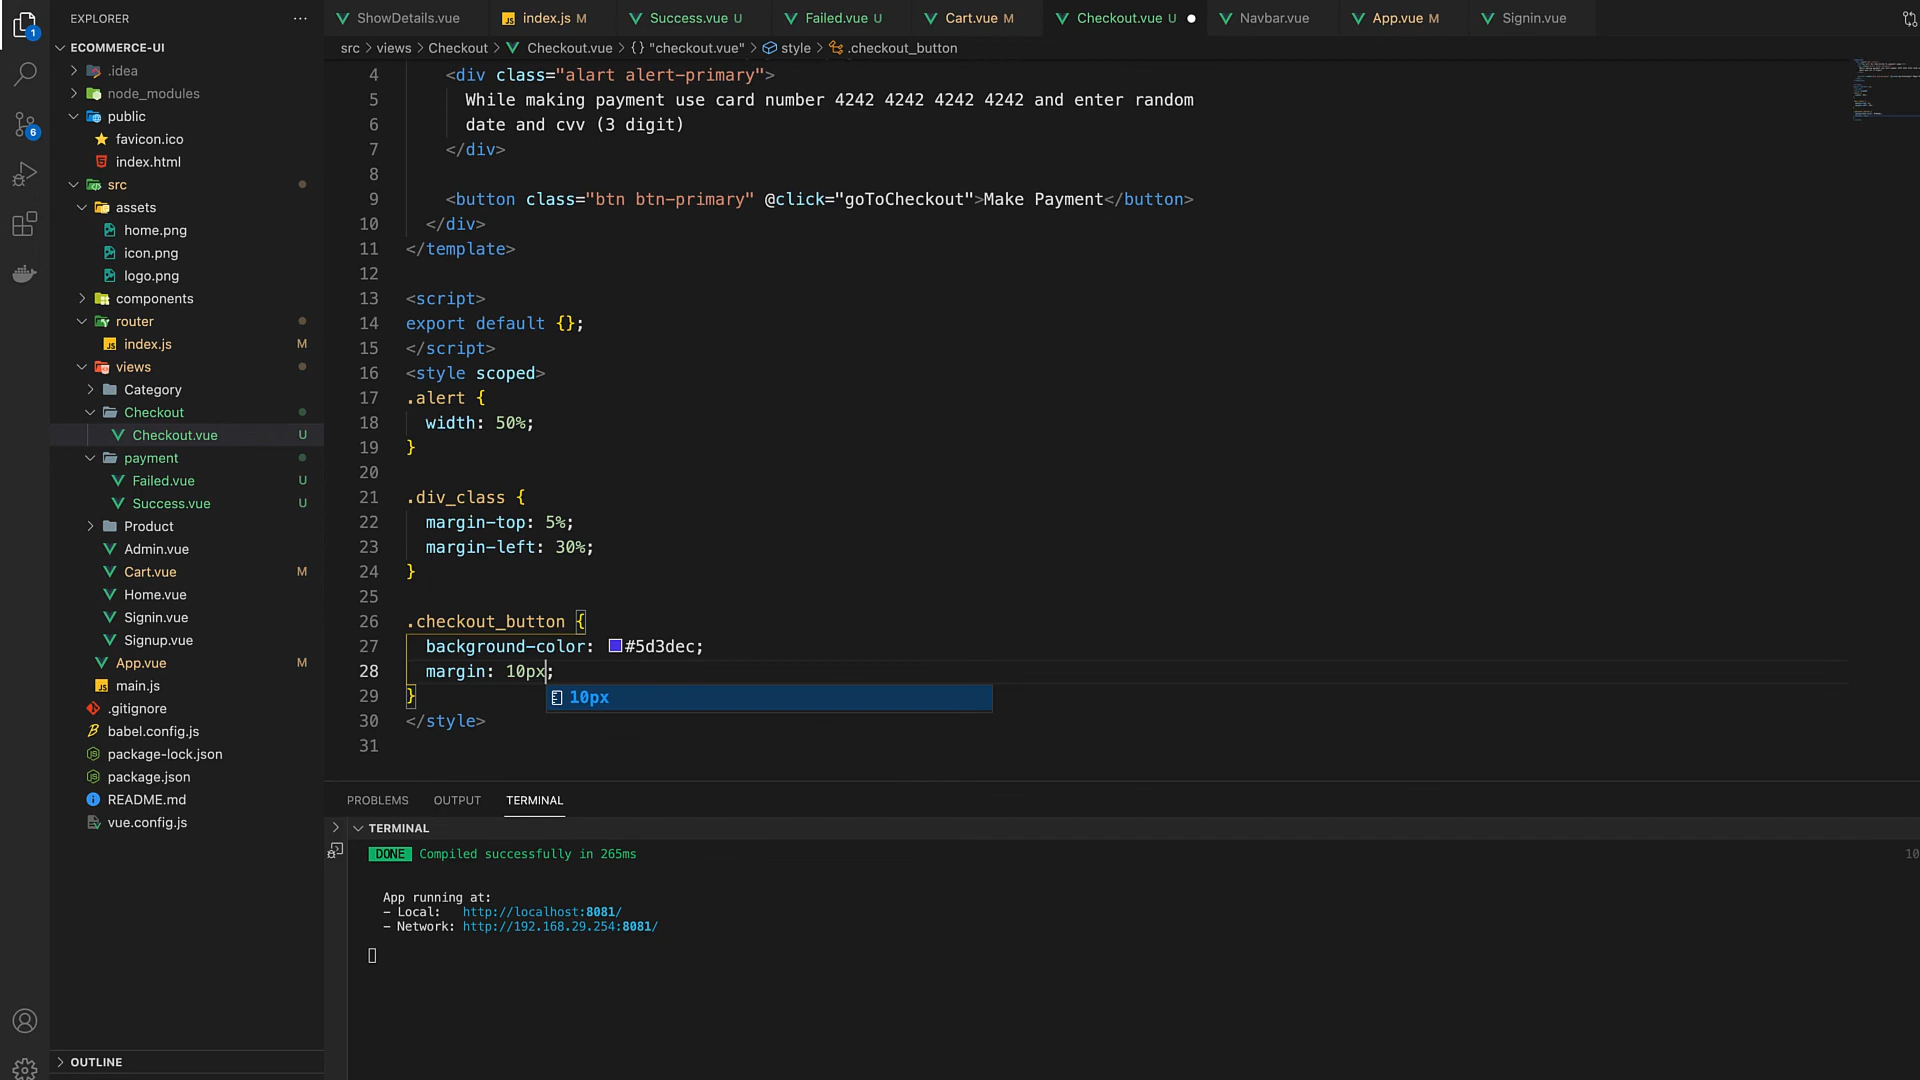 EXPLORER
ECOMMERCE-UI
.idea
node_modules
public
favicon.ico
index.html
src
assets
home.png
icon.png
logo.png
components
router
index.js M
views
Category
Checkout
Checkout.vue U
payment
Failed.vue U
Success.vue U
Product
Admin.vue
Cart.vue M
Home.vue
Signin.vue
Signup.vue
App.vue M
main.js
.gitignore
babel.config.js
package-lock.json
package.json
README.md
vue.config.js
OUTLINE
1
6
ShowDetails.vue index.js M Success.vue U Failed.vue U Cart.vue M Checkout.vue U Navbar.vue App.vue M Signin.vue
src > views > Checkout > Checkout.vue > {} "checkout.vue" > style > .checkout_button
4 <div class="alart alert-primary">
5 While making payment use card number 4242 4242 4242 4242 and enter random
6 date and cvv (3 digit)
7 </div>
8
9 <button class="btn btn-primary" @click="goToCheckout">Make Payment</button>
10 </div>
11 </template>
12
13 <script>
14 export default {};
15 </script>
16 <style scoped>
17 .alert {
18 width: 50%;
19 }
20
21 .div_class {
22 margin-top: 5%;
23 margin-left: 30%;
24 }
25
26 .checkout_button {
27 background-color: #5d3dec;
28 margin: 10px;
29 }
10px
30 </style>
31
PROBLEMS OUTPUT TERMINAL
TERMINAL
DONE Compiled successfully in 265ms
10
App running at:
- Local: http://localhost:8081/
- Network: http://192.168.29.254:8081/